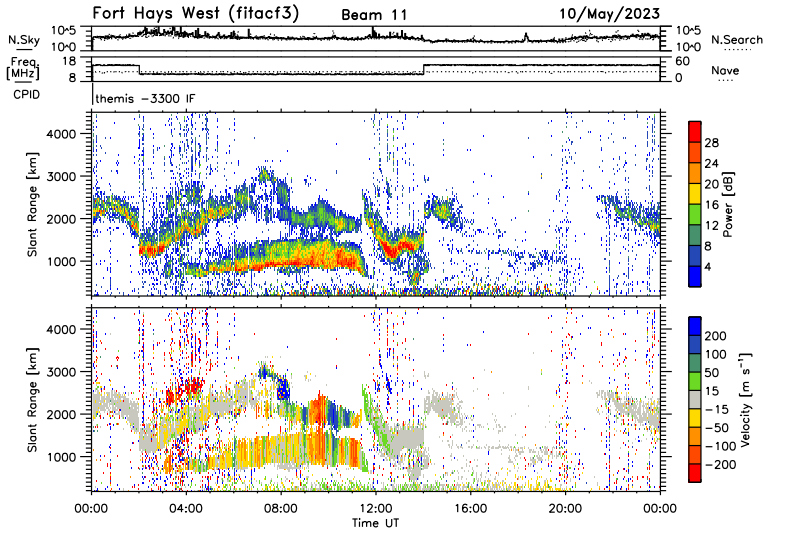 Fort Hays West (fitacf3) Beam 11 10/May/2023
N.Sky 10^5 10^0 10^5 10^0 N.Search
Freq. [MHz] 18 8 60 0 Nave
CPID themis -3300 IF
Slant Range [km] 4000 3000 2000 1000
Power [dB] 28 24 20 16 12 8 4
Slant Range [km] 4000 3000 2000 1000
Velocity [m s⁻¹] 200 100 50 15 -15 -50 -100 -200
00:00 04:00 08:00 12:00 16:00 20:00 00:00
Time UT